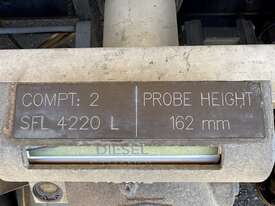 COMPT: 2 PROBE HEIGHT
SFL 4220 L 162 mm
DIESEL